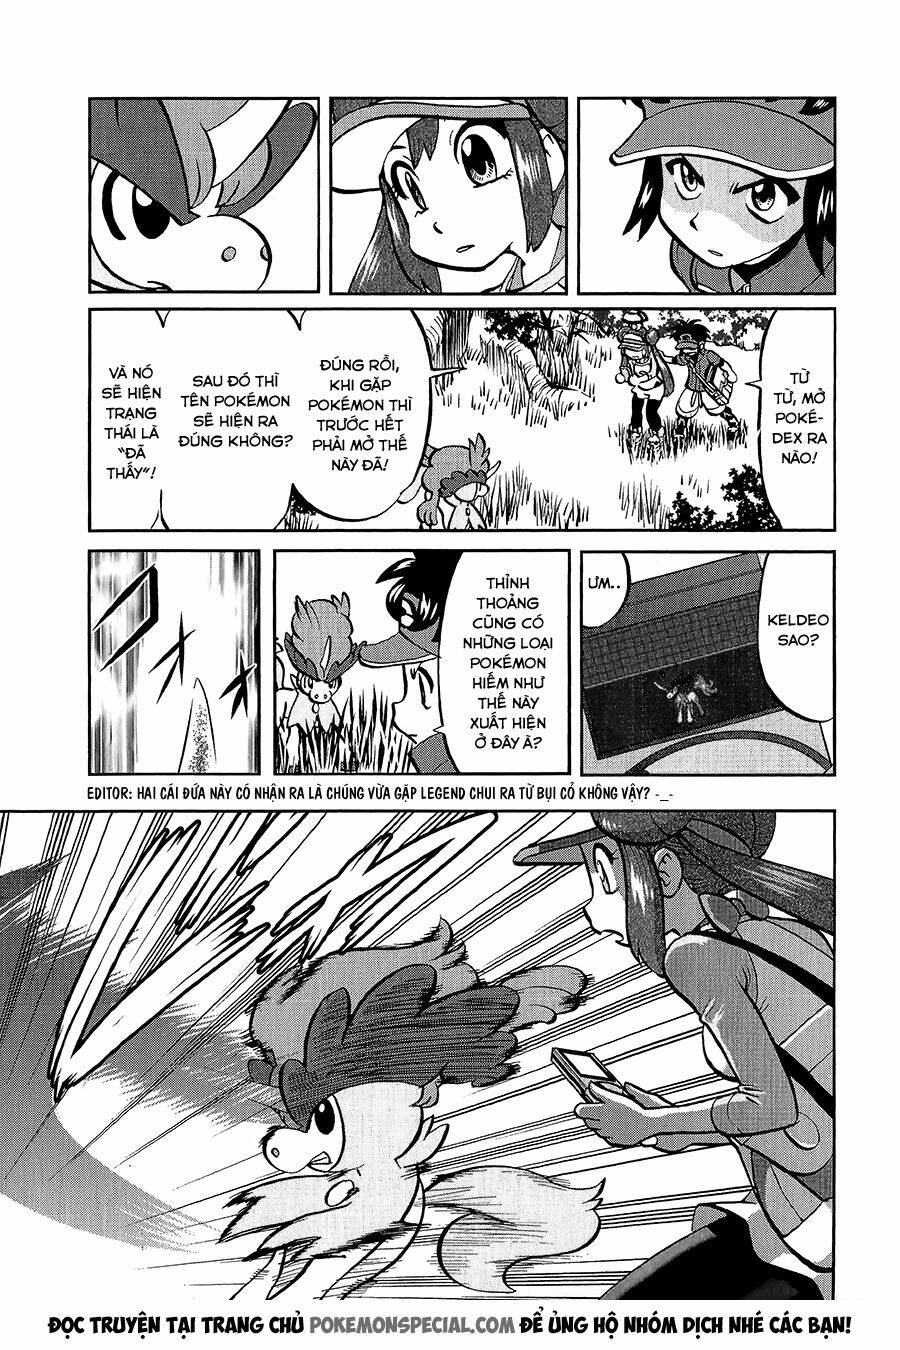 TỪ
TỪ, MỞ
POKÉ-
DEX RA
NÀO!
ĐÚNG RỒI,
KHI GẶP
POKÉMON THÌ
TRƯỚC HẾT
PHẢI MỞ THẾ
NÀY ĐÃ!
SAU ĐÓ THÌ
TÊN POKÉMON
SẼ HIỆN RA
ĐÚNG KHÔNG?
VÀ NÓ
SẼ HIỆN
TRẠNG
THÁI LÀ
"ĐÃ
THẤY"!
KELDEO
SAO?
ƯM..
THỈNH
THOẢNG
CŨNG CÓ
NHỮNG LOẠI
POKÉMON
HIẾM NHƯ
THẾ NÀY
XUẤT HIỆN
Ở ĐÂY À?
EDITOR: HAI CÁI ĐỨA NÀY CÓ NHẬN RA LÀ CHÚNG VỪA GẶP LEGEND CHUI RA TỪ BỤI CỎ KHÔNG VẬY? -_-
ĐỌC TRUYỆN TẠI TRANG CHỦ POKEMONSPECIAL.COM ĐỂ ỦNG HỘ NHÓM DỊCH NHÉ CÁC BẠN!